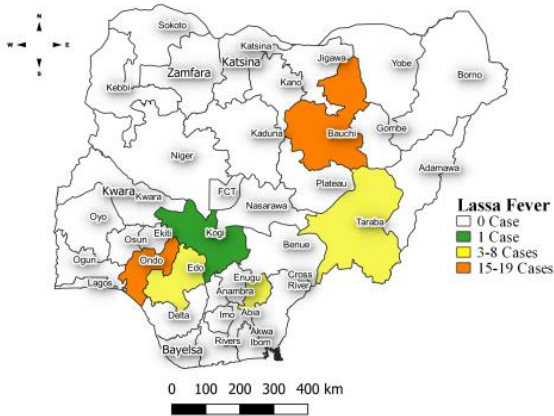 N
W E
S
Sokoto
Katsina
Jigawa
Zamfara
Katsina
Yobe
Kano
Borno
Kebbi
Bauchi
Gombe
Kaduna
Niger
Adamawa
Plateau
Kwara
FCT
Kwara
Nasarawa
Taraba
Oyo
Ekiti
Kogi
Osun
Benue
Ogun
Ondo
Edo
Enugu
Cross
River
Lagos
Anambra
Delta
Imo
Abia
Akwa
Ibom
Rivers
Bayelsa
Lassa Fever
0 Case
1 Case
3-8 Cases
15-19 Cases
0 100 200 300 400 km